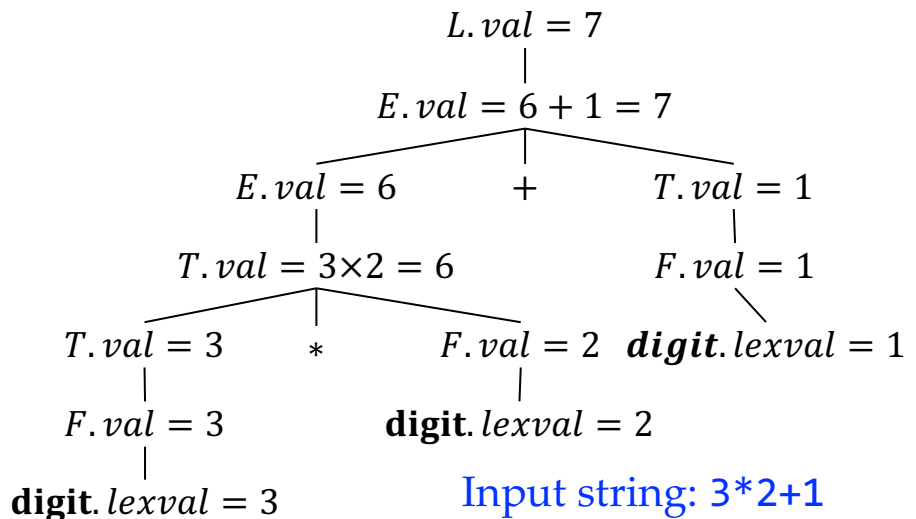 L.val = 7
E.val = 6 + 1 = 7
E.val = 6 + T.val = 1
T.val = 3×2 = 6 F.val = 1
T.val = 3 * F.val = 2 digit.lexval = 1
F.val = 3 digit.lexval = 2
digit.lexval = 3 Input string: 3*2+1